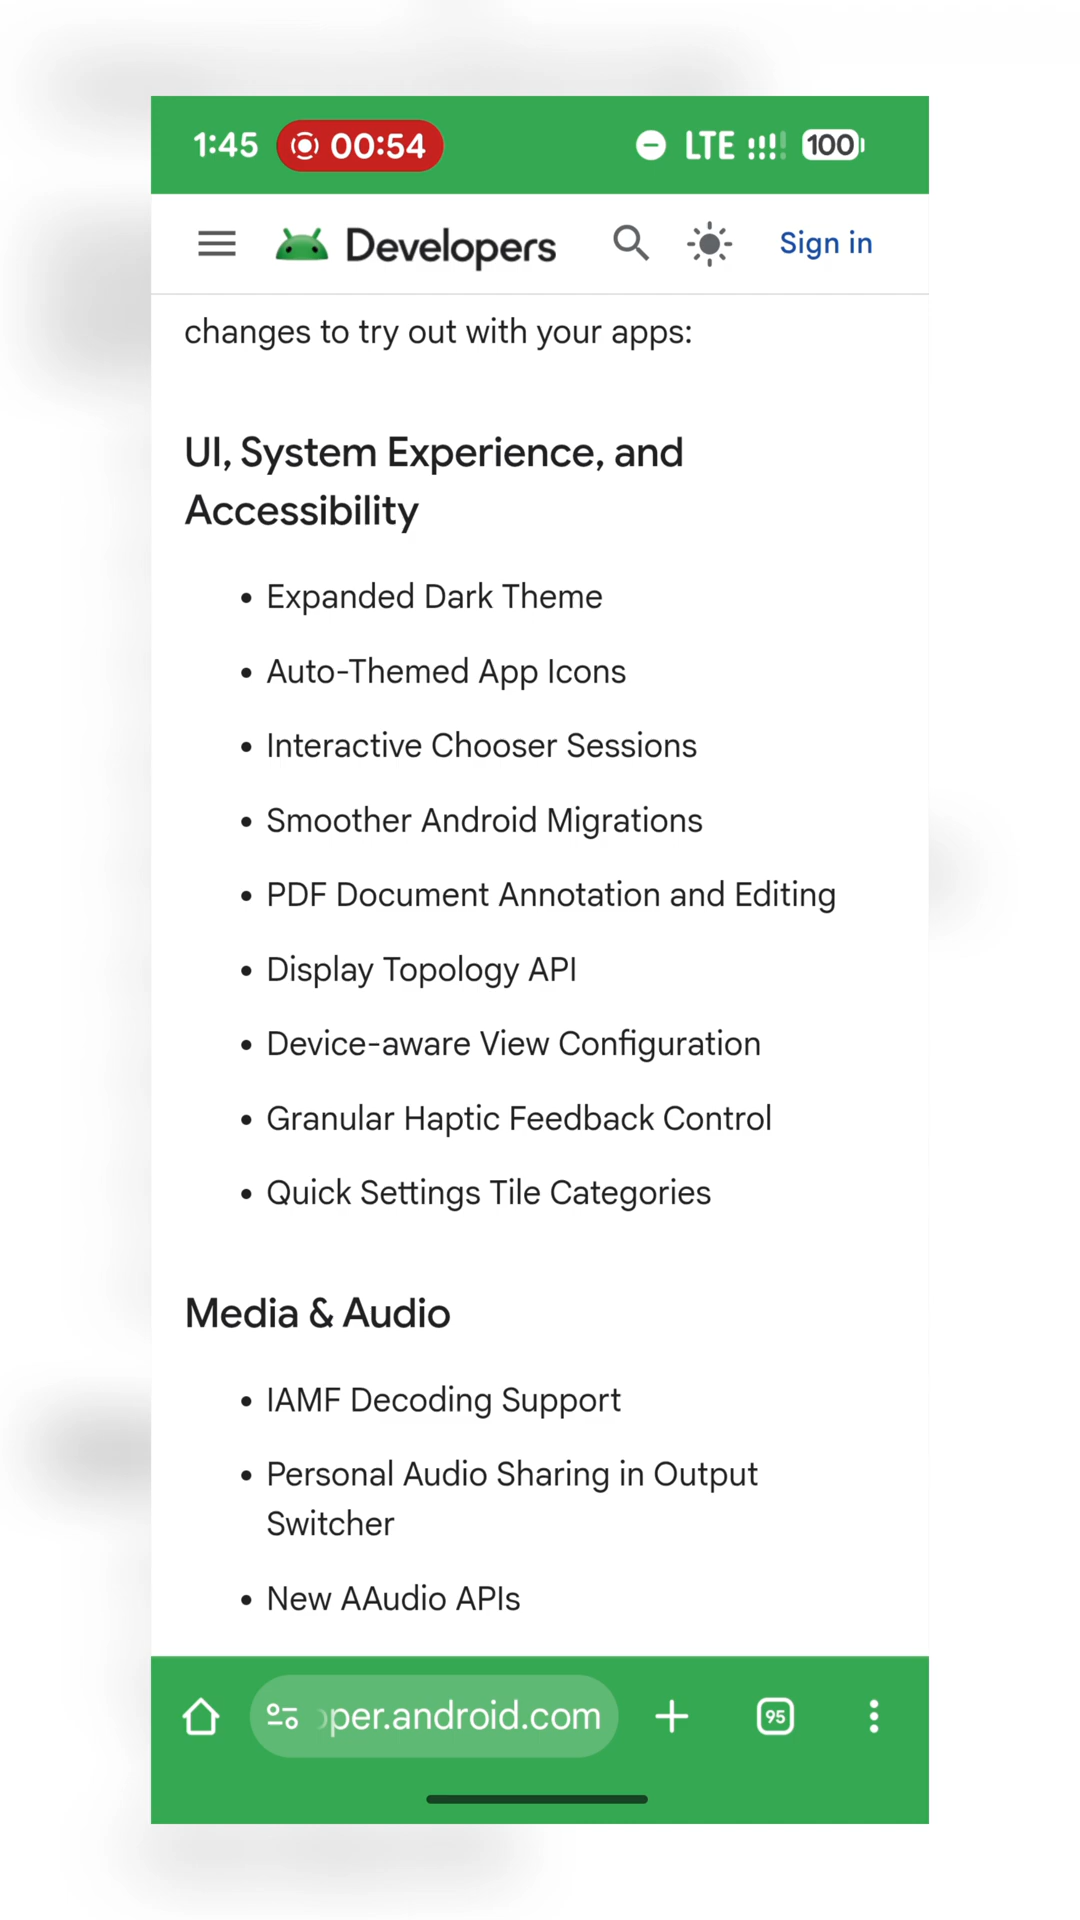 1:45 00:54 LTE 100
Developers Sign in
changes to try out with your apps:
UI, System Experience, and
Accessibility
• Expanded Dark Theme
• Auto-Themed App Icons
• Interactive Chooser Sessions
• Smoother Android Migrations
• PDF Document Annotation and Editing
• Display Topology API
• Device-aware View Configuration
• Granular Haptic Feedback Control
• Quick Settings Tile Categories
Media & Audio
• IAMF Decoding Support
• Personal Audio Sharing in Output
Switcher
• New AAudio APIs
per.android.com 95